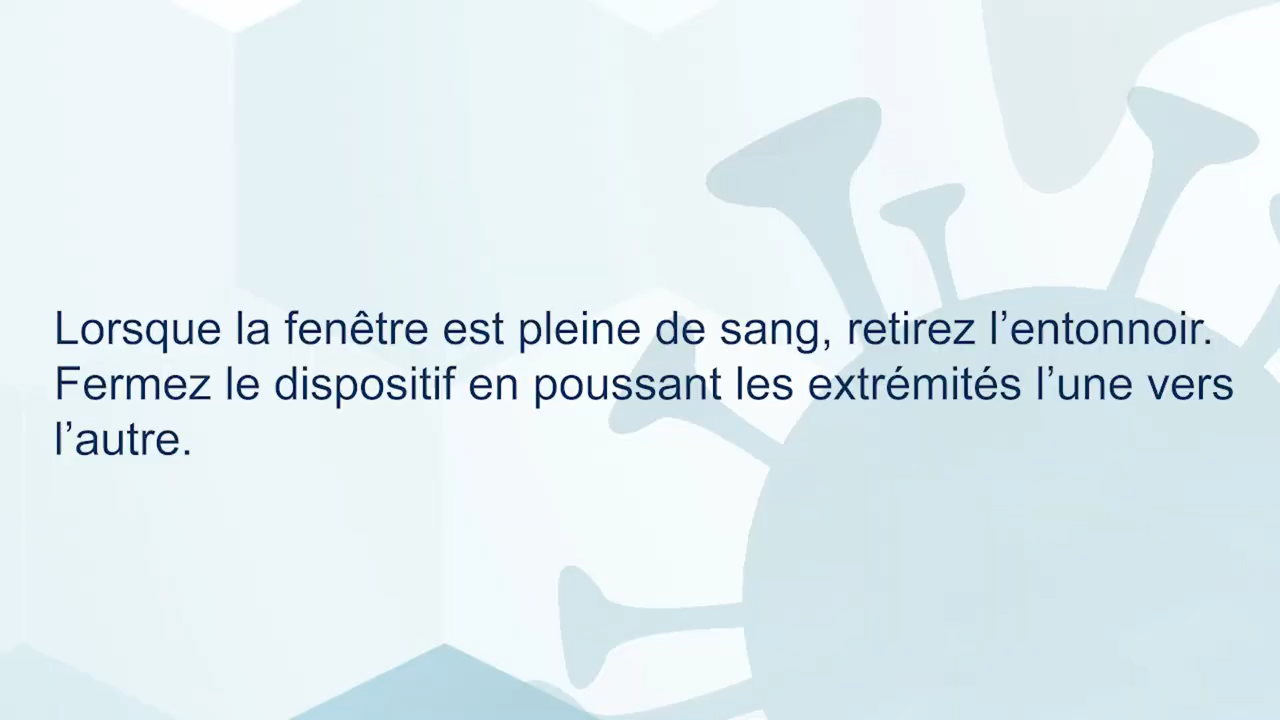 Lorsque la fenêtre est pleine de sang, retirez l’entonnoir.
Fermez le dispositif en poussant les extrémités l’une vers
l’autre.